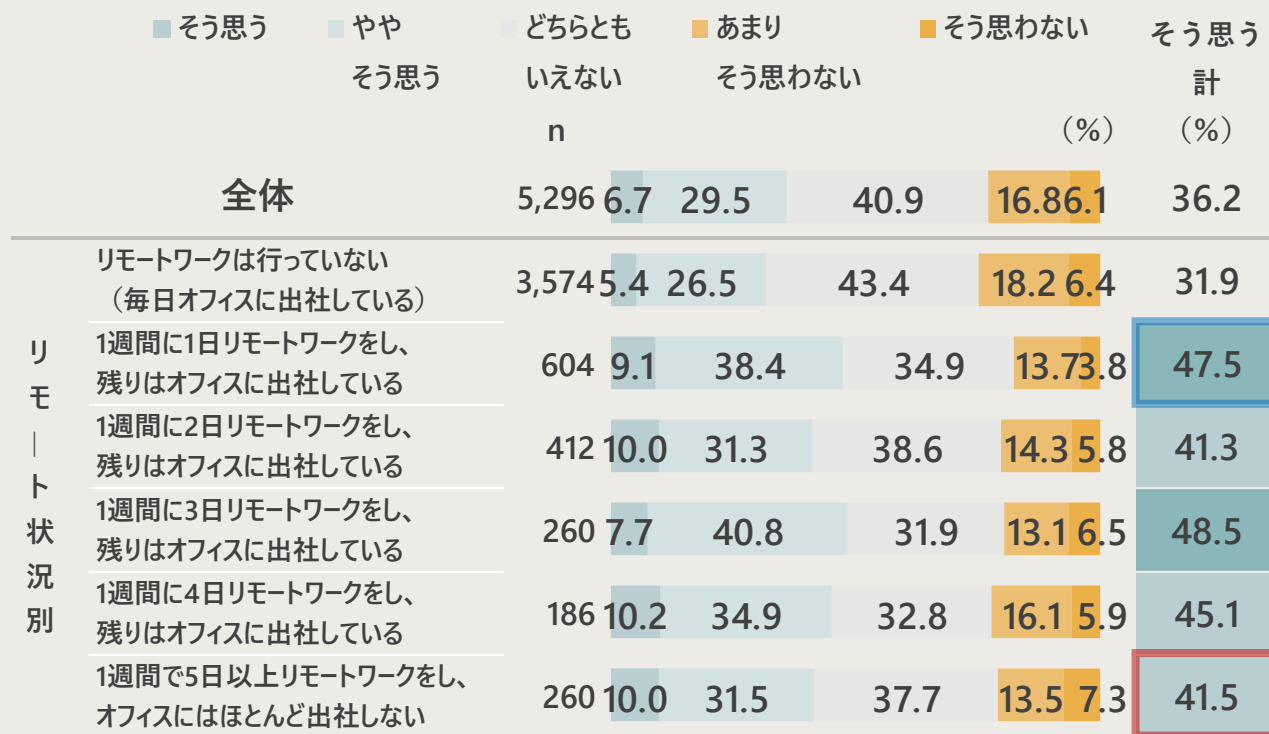 そう思う やや どちらとも あまり そう思わない そう思う
そう思う いえない そう思わない 計
n （%） （%）
全体 5,296 6.7 29.5 40.9 16.8 6.1 36.2
リモート状況別
リモートワークは行っていない
（毎日オフィスに出社している） 3,574 5.4 26.5 43.4 18.2 6.4 31.9
1週間に1日リモートワークをし、
残りはオフィスに出社している 604 9.1 38.4 34.9 13.7 3.8 47.5
1週間に2日リモートワークをし、
残りはオフィスに出社している 412 10.0 31.3 38.6 14.3 5.8 41.3
1週間に3日リモートワークをし、
残りはオフィスに出社している 260 7.7 40.8 31.9 13.1 6.5 48.5
1週間に4日リモートワークをし、
残りはオフィスに出社している 186 10.2 34.9 32.8 16.1 5.9 45.1
1週間で5日以上リモートワークをし、
オフィスにはほとんど出社しない 260 10.0 31.5 37.7 13.5 7.3 41.5